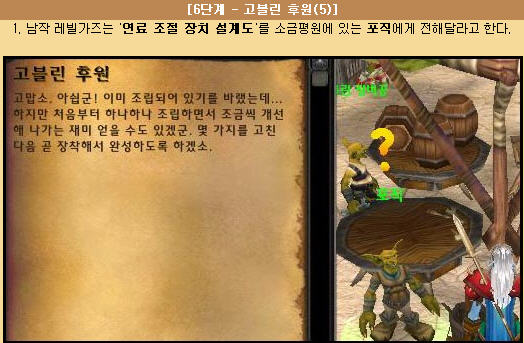 [6단계 - 고블린 후원(5)]
1. 남작 레빌가즈는 '연료 조절 장치 설계도'를 소금평원에 있는 포직에게 전해달라고 한다.
고블린 후원
고맙소. 아쉽군! 이미 조립되어 있기를 바랬는데...
하지만 처음부터 하나하나 조립하면서 조금씩 개선
해 나가는 재미 얻을 수도 있겠군. 몇 가지를 고친
다음 곧 장착해서 완성하도록 하겠소.
포직